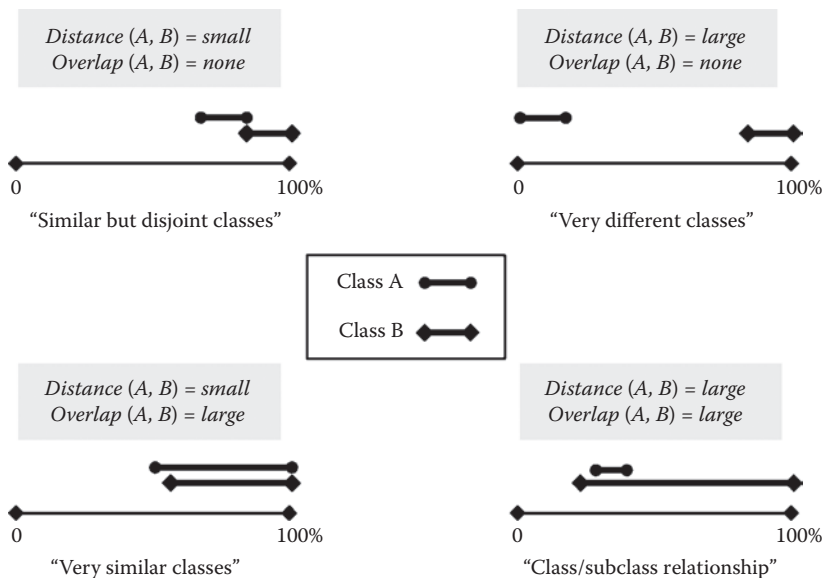 Distance (A, B) = small
Overlap (A, B) = none
0
100%
“Similar but disjoint classes”
Distance (A, B) = large
Overlap (A, B) = none
0
100%
“Very different classes”
Class A
Class B
Distance (A, B) = small
Overlap (A, B) = large
0
100%
“Very similar classes”
Distance (A, B) = large
Overlap (A, B) = large
0
100%
“Class/subclass relationship”